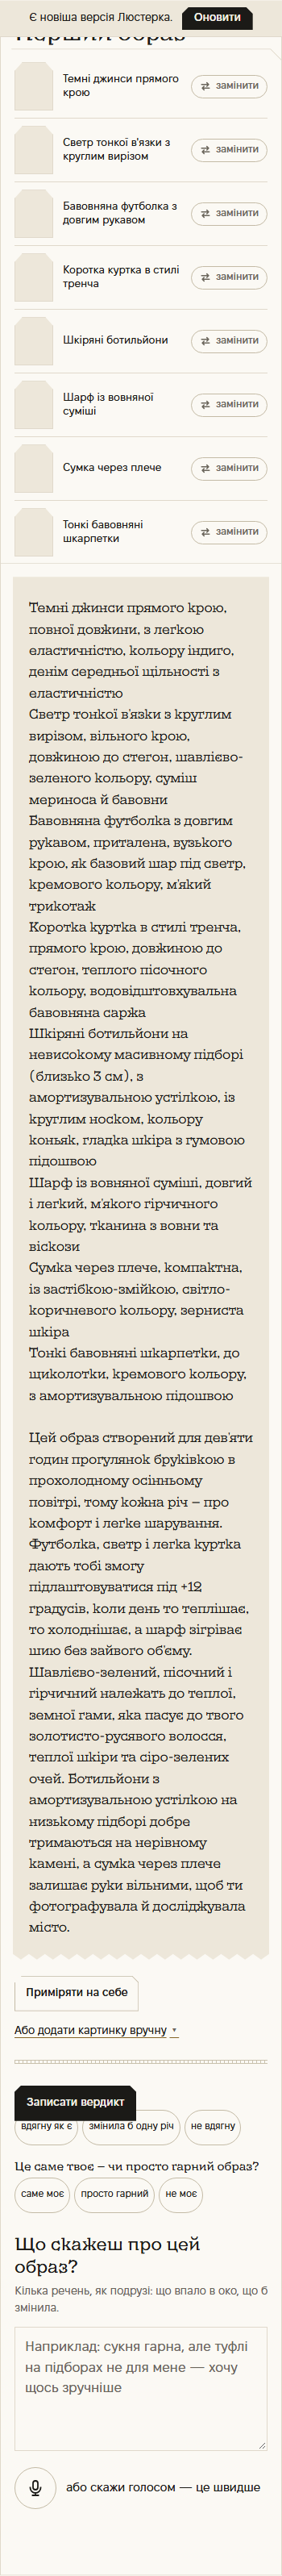 Є новіша версія Люстерка. Оновити
Перший образ
Темні джинси прямого
крою
замінити
Светр тонкої в'язки з
круглим вирізом
замінити
Бавовняна футболка з
довгим рукавом
замінити
Коротка куртка в стилі
тренча
замінити
Шкіряні ботильйони
замінити
Шарф із вовняної
суміші
замінити
Сумка через плече
замінити
Тонкі бавовняні
шкарпетки
замінити
Темні джинси прямого крою,
повної довжини, з легкою
еластичністю, кольору індиго,
денім середньої щільності з
еластичністю
Светр тонкої в'язки з круглим
вирізом, вільного крою,
довжиною до стегон, шавлієво-
зеленого кольору, суміш
мериноса й бавовни
Бавовняна футболка з довгим
рукавом, приталена, вузького
крою, як базовий шар під светр,
кремового кольору, м'який
трикотаж
Коротка куртка в стилі тренча,
прямого крою, довжиною до
стегон, теплого пісочного
кольору, водовідштовхувальна
бавовняна саржа
Шкіряні ботильйони на
невисокому масивному підборі
(близько 3 см), з
амортизувальною устілкою, із
круглим носком, кольору
коньяк, гладка шкіра з гумовою
підошвою
Шарф із вовняної суміші, довгий
і легкий, м'якого гірчичного
кольору, тканина з вовни та
віскози
Сумка через плече, компактна,
із застібкою-змійкою, світло-
коричневого кольору, зерниста
шкіра
Тонкі бавовняні шкарпетки, до
щиколотки, кремового кольору,
з амортизувальною підошвою
Цей образ створений для дев'яти
годин прогулянок бруківкою в
прохолодному осінньому
повітрі, тому кожна річ – про
комфорт і легке шарування.
Футболка, светр і легка куртка
дають тобі змогу
підлаштовуватися під +12
градусів, коли день то теплішає,
то холоднішає, а шарф зігріває
шию без зайвого об'єму.
Шавлієво-зелений, пісочний і
гірчичний належать до теплої,
земної гами, яка пасує до твого
золотисто-русявого волосся,
теплої шкіри та сіро-зелених
очей. Ботильйони з
амортизувальною устілкою на
низькому підборі добре
тримаються на нерівному
камені, а сумка через плече
залишає руки вільними, щоб ти
фотографувала й досліджувала
місто.
Приміряти на себе
Або додати картинку вручну
Записати вердикт
вдягну як є
змінила б одну річ
не вдягну
Це саме твоє – чи просто гарний образ?
саме моє
просто гарний
не моє
Що скажеш про цей
образ?
Кілька речень, як подрузі: що впало в око, що б
змінила.
Наприклад: сукня гарна, але туфлі
на підборах не для мене — хочу
щось зручніше
або скажи голосом — це швидше